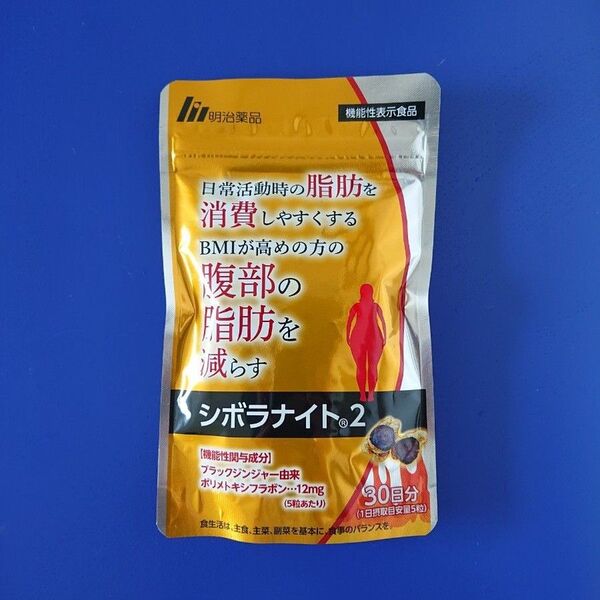 明治薬品
機能性表示食品
日常活動時の脂肪を
消費しやすくする
BMIが高めの方の
腹部の
脂肪を
減らす
シボラナイト®2
【機能性関与成分】
ブラックジンジャー由来
ポリメトキシフラボン…12mg
(5粒あたり)
30日分
(1日摂取目安量5粒)
食生活は、主食、主菜、副菜を基本に、食事のバランスを。